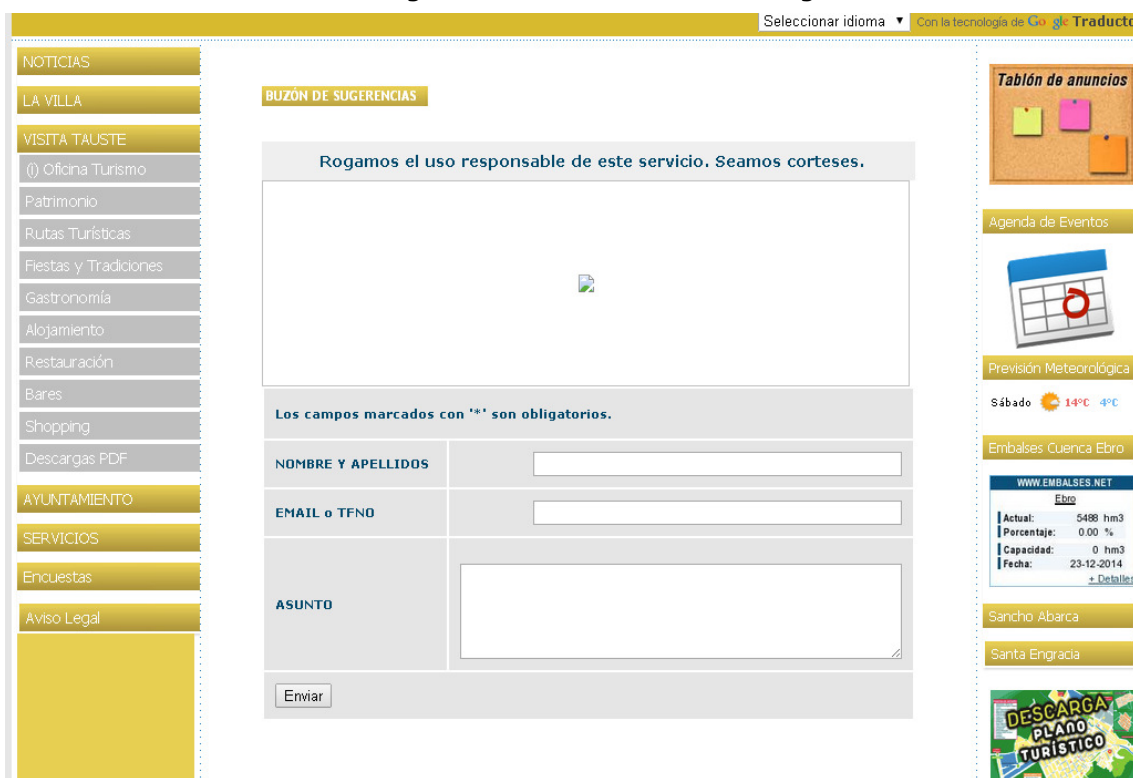 Seleccionar idioma ▼ Con la tecnología de Go gle Traducto
NOTICIAS
LA VILLA
VISITA TAUSTE
(i) Oficina Turismo
Patrimonio
Rutas Turísticas
Fiestas y Tradiciones
Gastronomía
Alojamiento
Restauración
Bares
Shopping
Descargas PDF
AYUNTAMIENTO
SERVICIOS
Encuestas
Aviso Legal
BUZÓN DE SUGERENCIAS
Rogamos el uso responsable de este servicio. Seamos corteses.
Los campos marcados con '*' son obligatorios.
NOMBRE Y APELLIDOS
EMAIL o TFNO
ASUNTO
Enviar
Tablón de anuncios
Agenda de Eventos
Previsión Meteorológica
Sábado 14ºC 4ºC
Embalses Cuenca Ebro
WWW.EMBALSES.NET
Ebro
Actual: 5488 hm3
Porcentaje: 0.00 %
Capacidad: 0 hm3
Fecha: 23-12-2014
+ Detalles
Sancho Abarca
Santa Engracia
DESCARGA
PLANO
TURÍSTICO